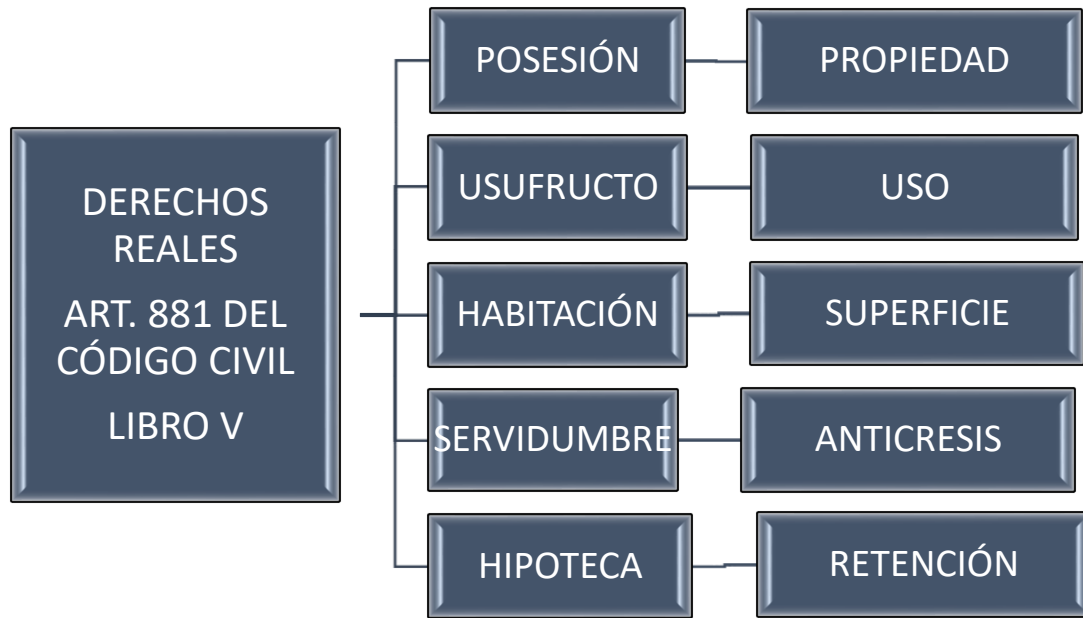 DERECHOS
REALES
ART. 881 DEL
CÓDIGO CIVIL
LIBRO V
POSESIÓN
PROPIEDAD
USUFRUCTO
USO
HABITACIÓN
SUPERFICIE
SERVIDUMBRE
ANTICRESIS
HIPOTECA
RETENCIÓN